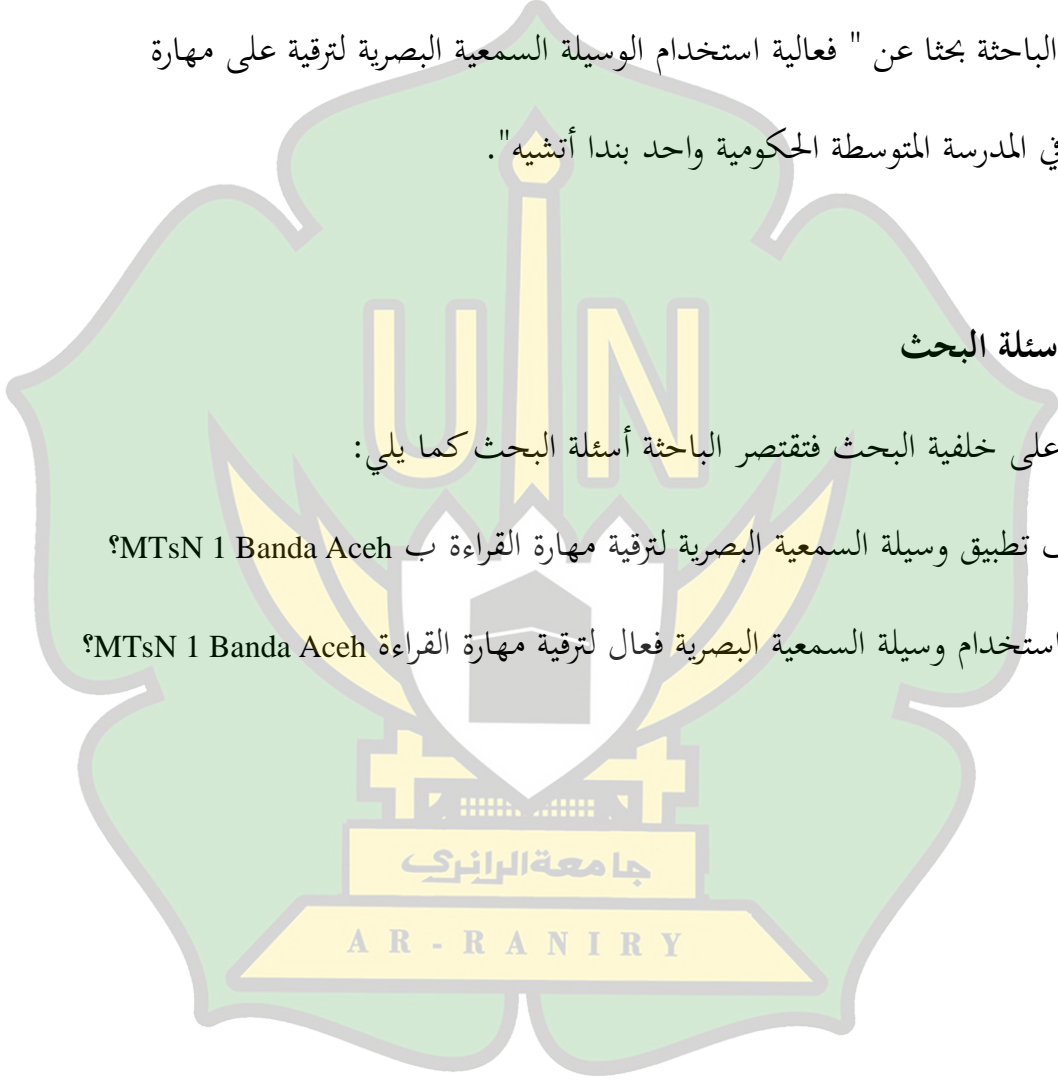 الباحثة بحثا عن " فعالية استخدام الوسيلة السمعية البصرية لترقية على مهارة
في المدرسة المتوسطة الحكومية واحد بندا أتشيه".
سئلة البحث
على خلفية البحث فتقتصر الباحثة أسئلة البحث كما يلي:
تطبيق وسيلة السمعية البصرية لترقية مهارة القراءة ب MTsN 1 Banda Aceh؟
استخدام وسيلة السمعية البصرية فعال لترقية مهارة القراءة MTsN 1 Banda Aceh؟
UIN
جامعة الرانري
AR-RANIRY